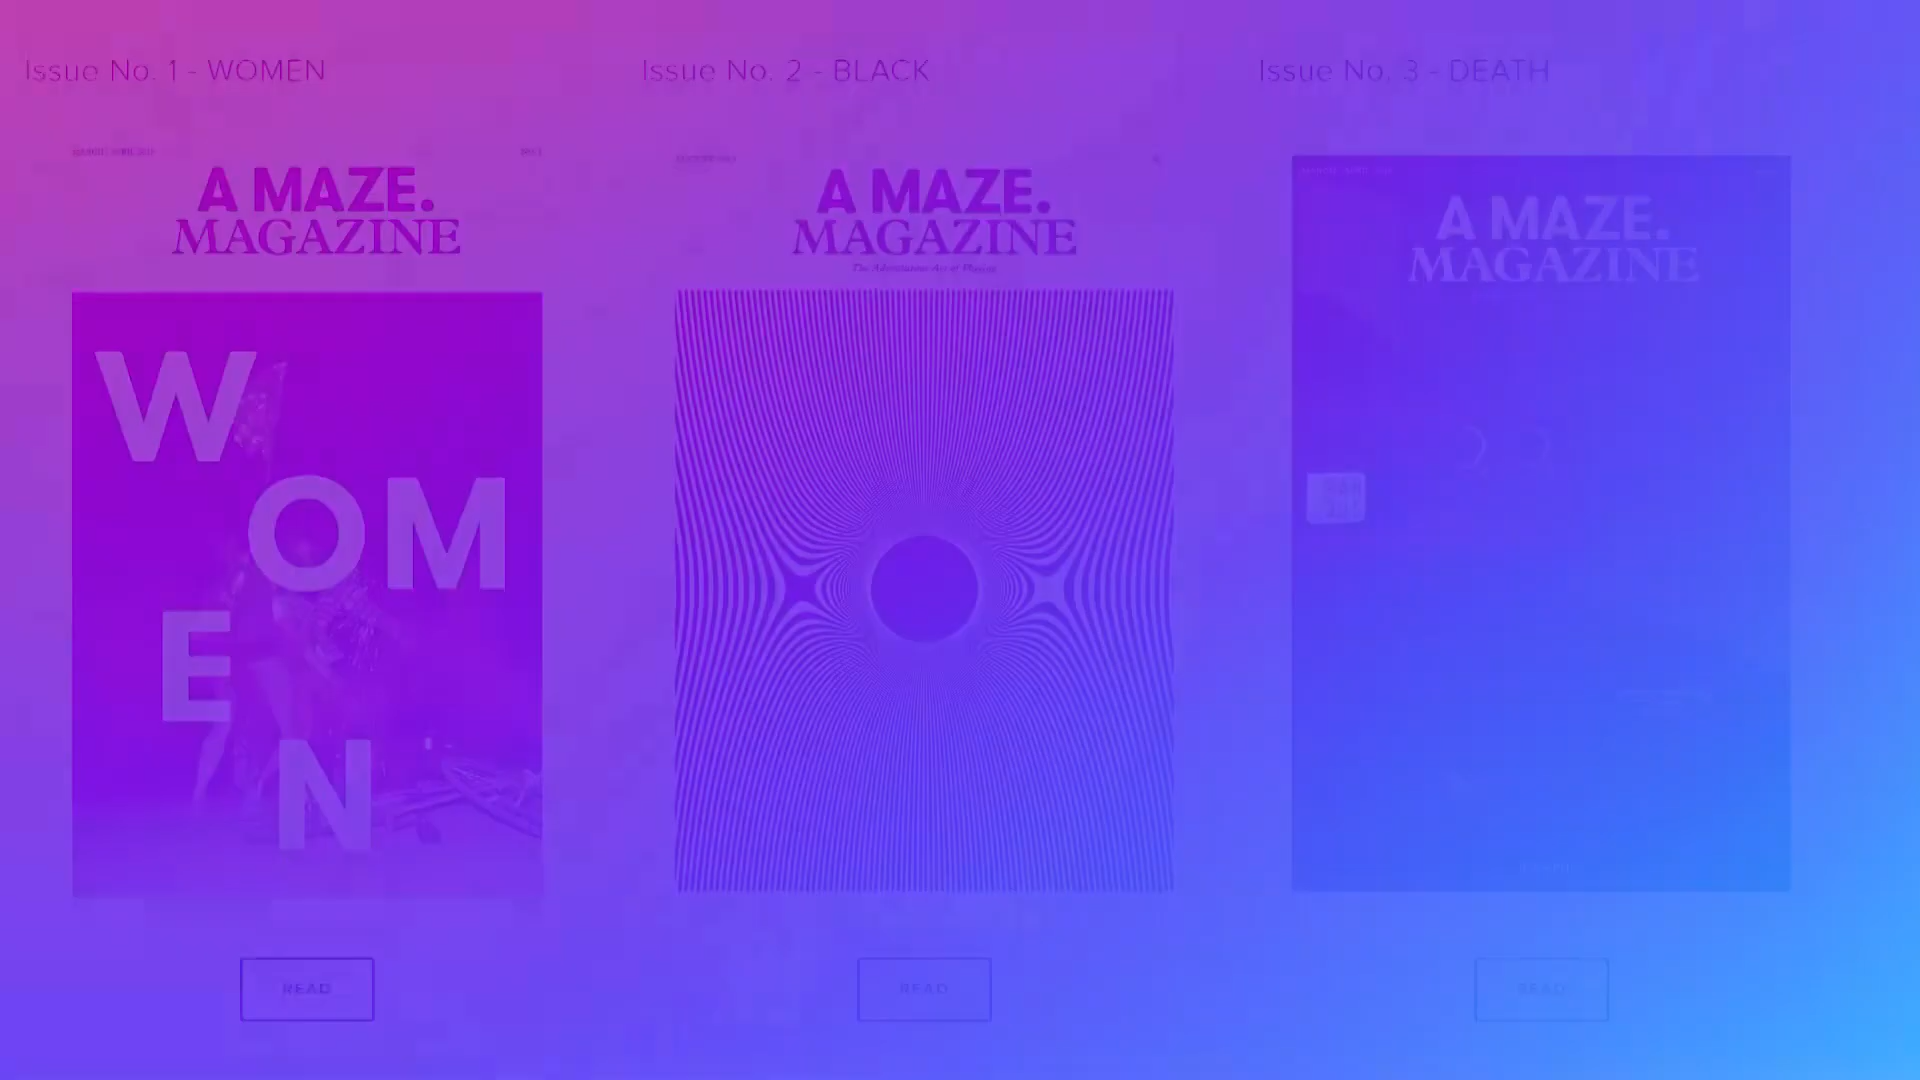 Issue No. 1 - WOMEN
A MAZE.
MAGAZINE
W
OM
E
N
READ
Issue No. 2 - BLACK
A MAZE.
MAGAZINE
READ
Issue No. 3 - DEATH
A MAZE.
MAGAZINE
READ